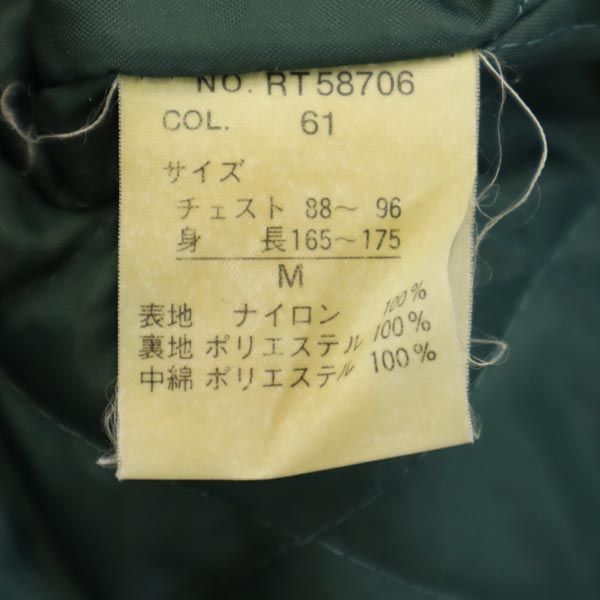 NO. RT58706
COL. 61
サイズ
チェスト 88～ 96
身 長165～175
M
表地 ナイロン 100%
裏地 ポリエステル 100%
中綿 ポリエステル 100%